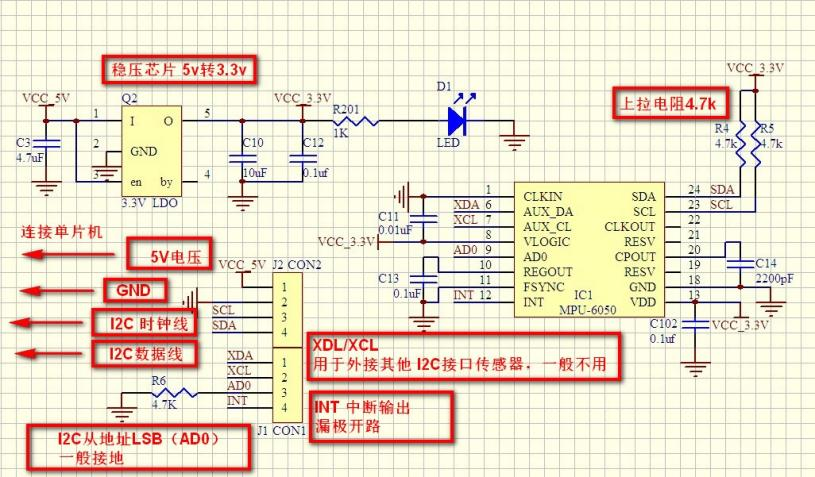 稳压芯片 5v转3.3v
VCC_5V
Q2
1
I
O
5
2
GND
3
en
by
4
3.3V LDO
C3
4.7uF
C10
10uF
C12
0.1uf
VCC_3.3V
R201
1K
D1
LED
VCC_3.3V
上拉电阻4.7k
R4
4.7k
R5
4.7k
连接单片机
5V电压
GND
I2C 时钟线
I2C数据线
VCC_5V
J2 CON2
1
2
SCL
3
SDA
4
XDA
1
XCL
2
AD0
3
INT
4
J1 CON1
R6
4.7K
C11
0.01uF
VCC_3.3V
C13
0.1uF
1
CLKIN
XDA 6
AUX_DA
XCL 7
AUX_CL
8
VLOGIC
AD0 9
AD0
10
REGOUT
11
FSYNC
INT 12
INT
IC1
MPU-6050
SDA
24 SDA
SCL
23 SCL
CLKOUT
22
RESV
21
CPOUT
20
RESV
19
GND
18
VDD
13
C14
2200pF
C102
0.1uf
VCC_3.3V
XDL/XCL
用于外接其他 I2C接口传感器，一般不用
INT 中断输出
漏极开路
I2C从地址LSB（AD0）
一般接地